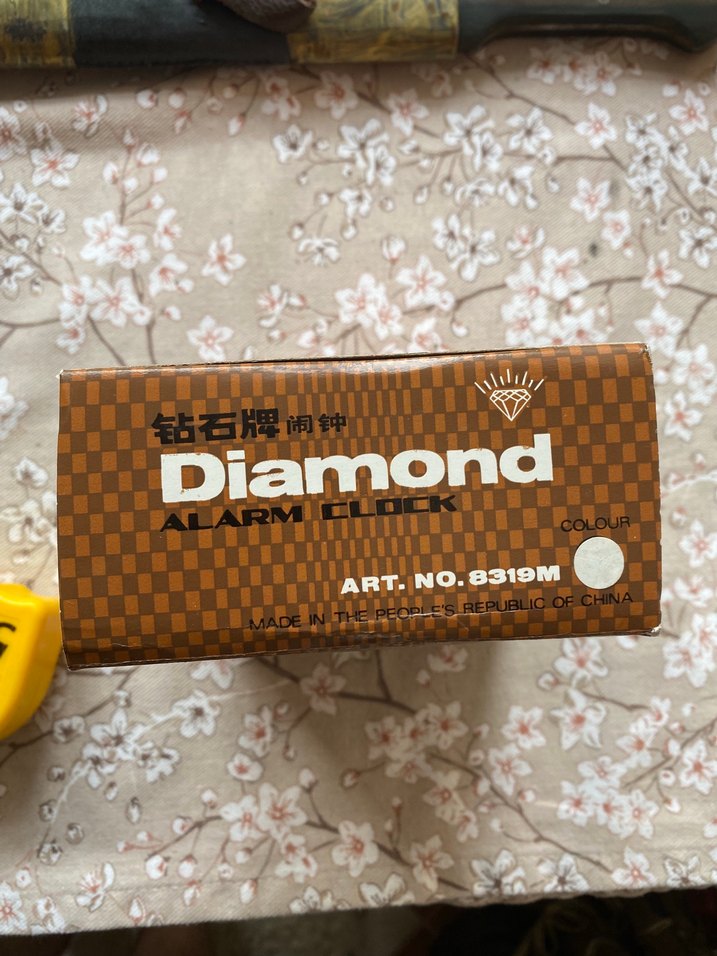 钻石牌 闹钟
Diamond
ALARM CLOCK
COLOUR
ART. NO. 8319M
MADE IN THE PEOPLE'S REPUBLIC OF CHINA